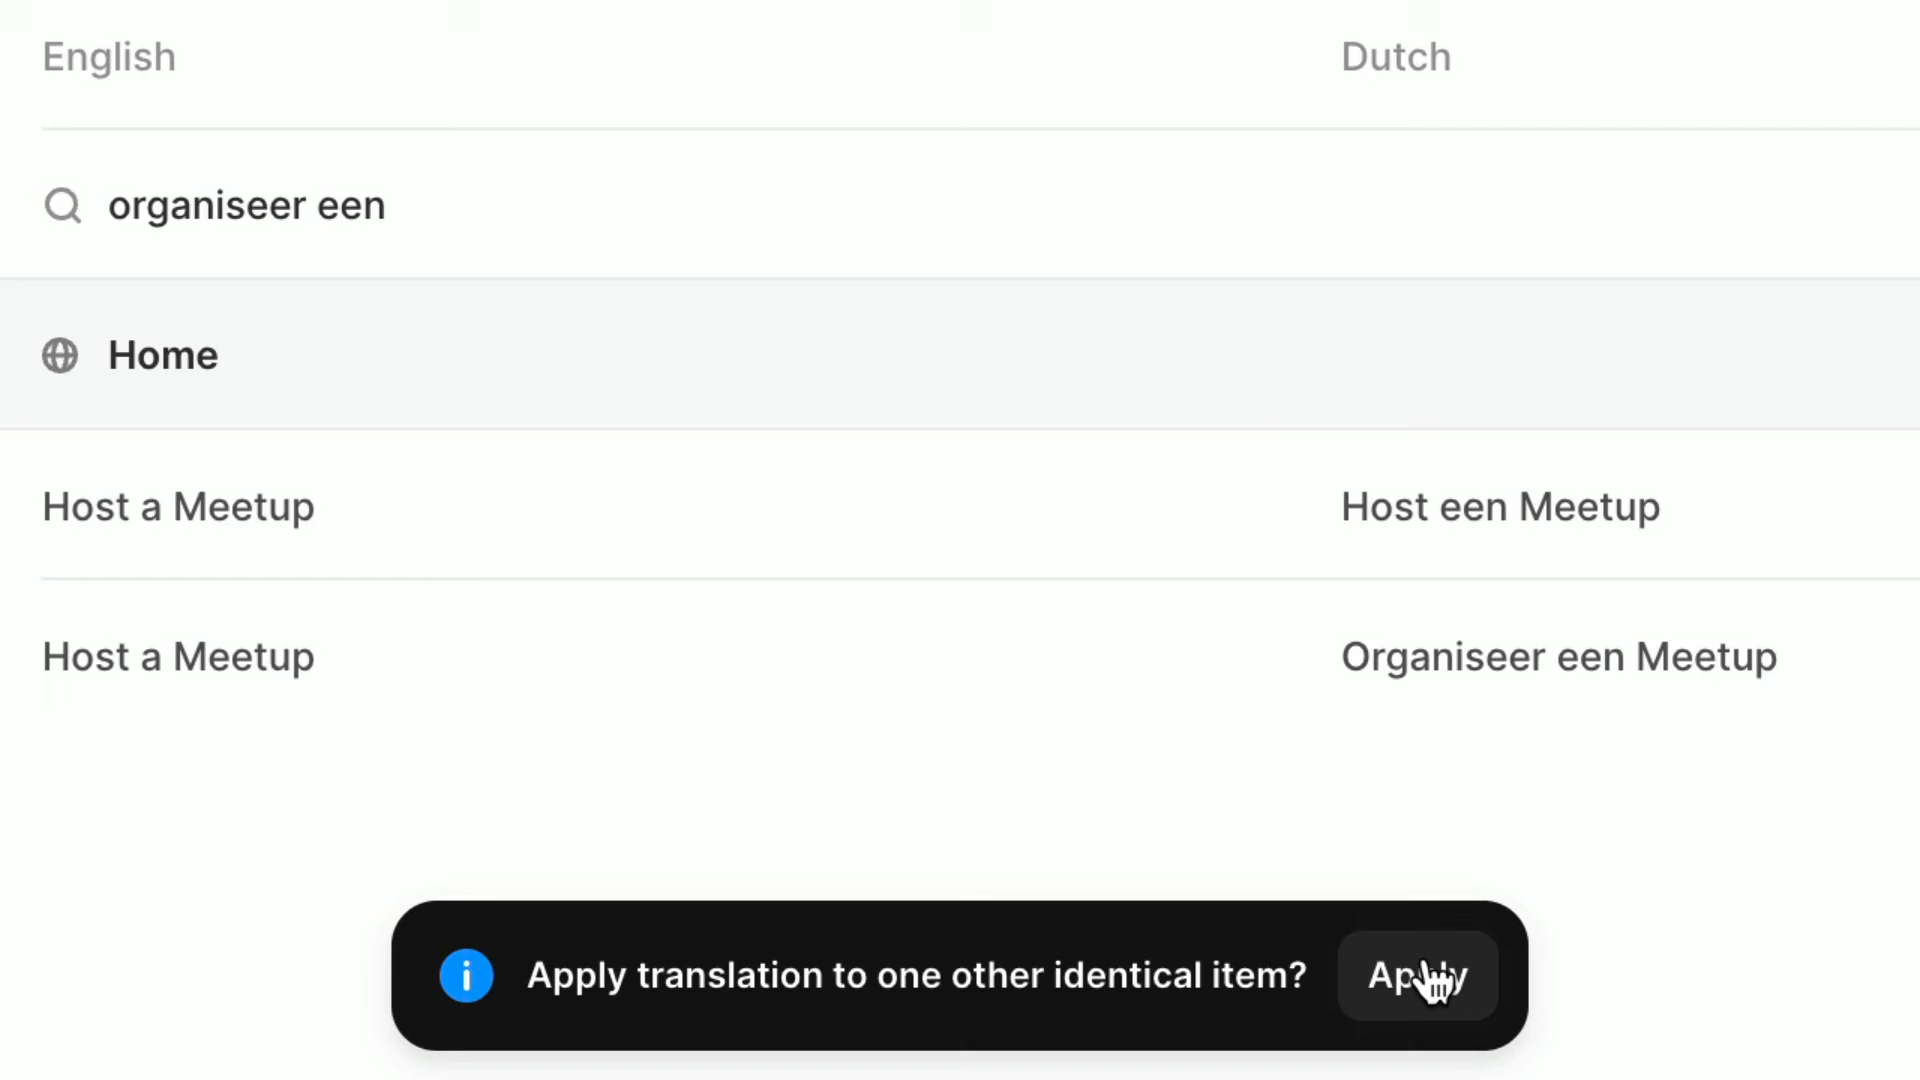 English
Dutch
organiseer een
Home
Host a Meetup
Host een Meetup
Host a Meetup
Organiseer een Meetup
Apply translation to one other identical item?
Apply